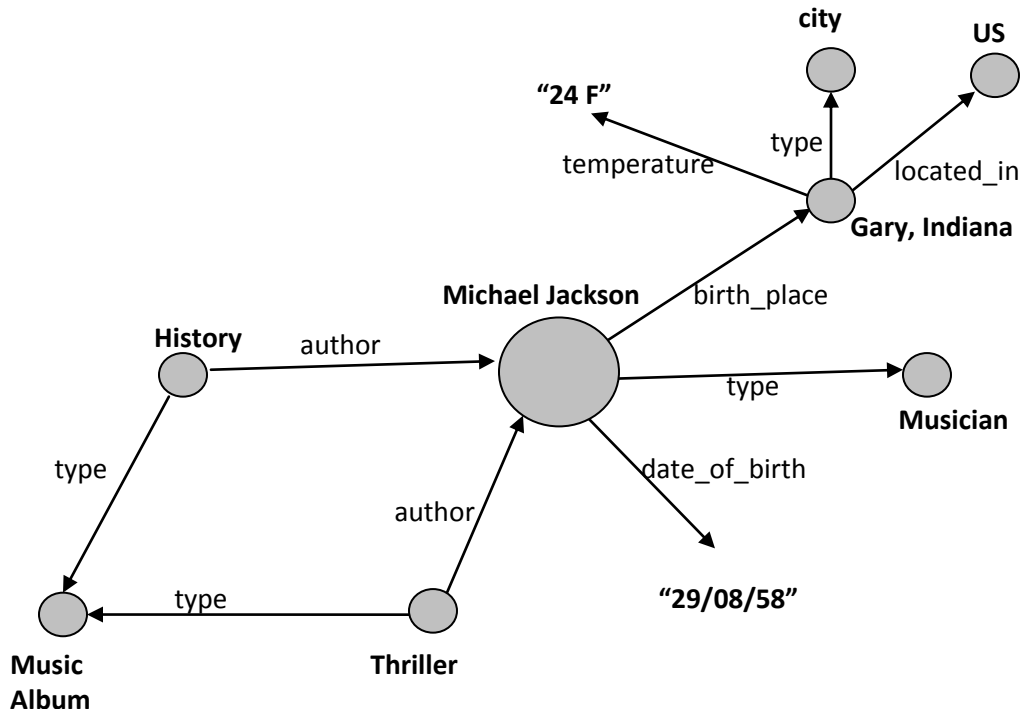 city
US
“24 F”
type
temperature
located_in
Gary, Indiana
Michael Jackson
birth_place
History
author
type
Musician
type
date_of_birth
author
type
“29/08/58”
Music
Album
Thriller